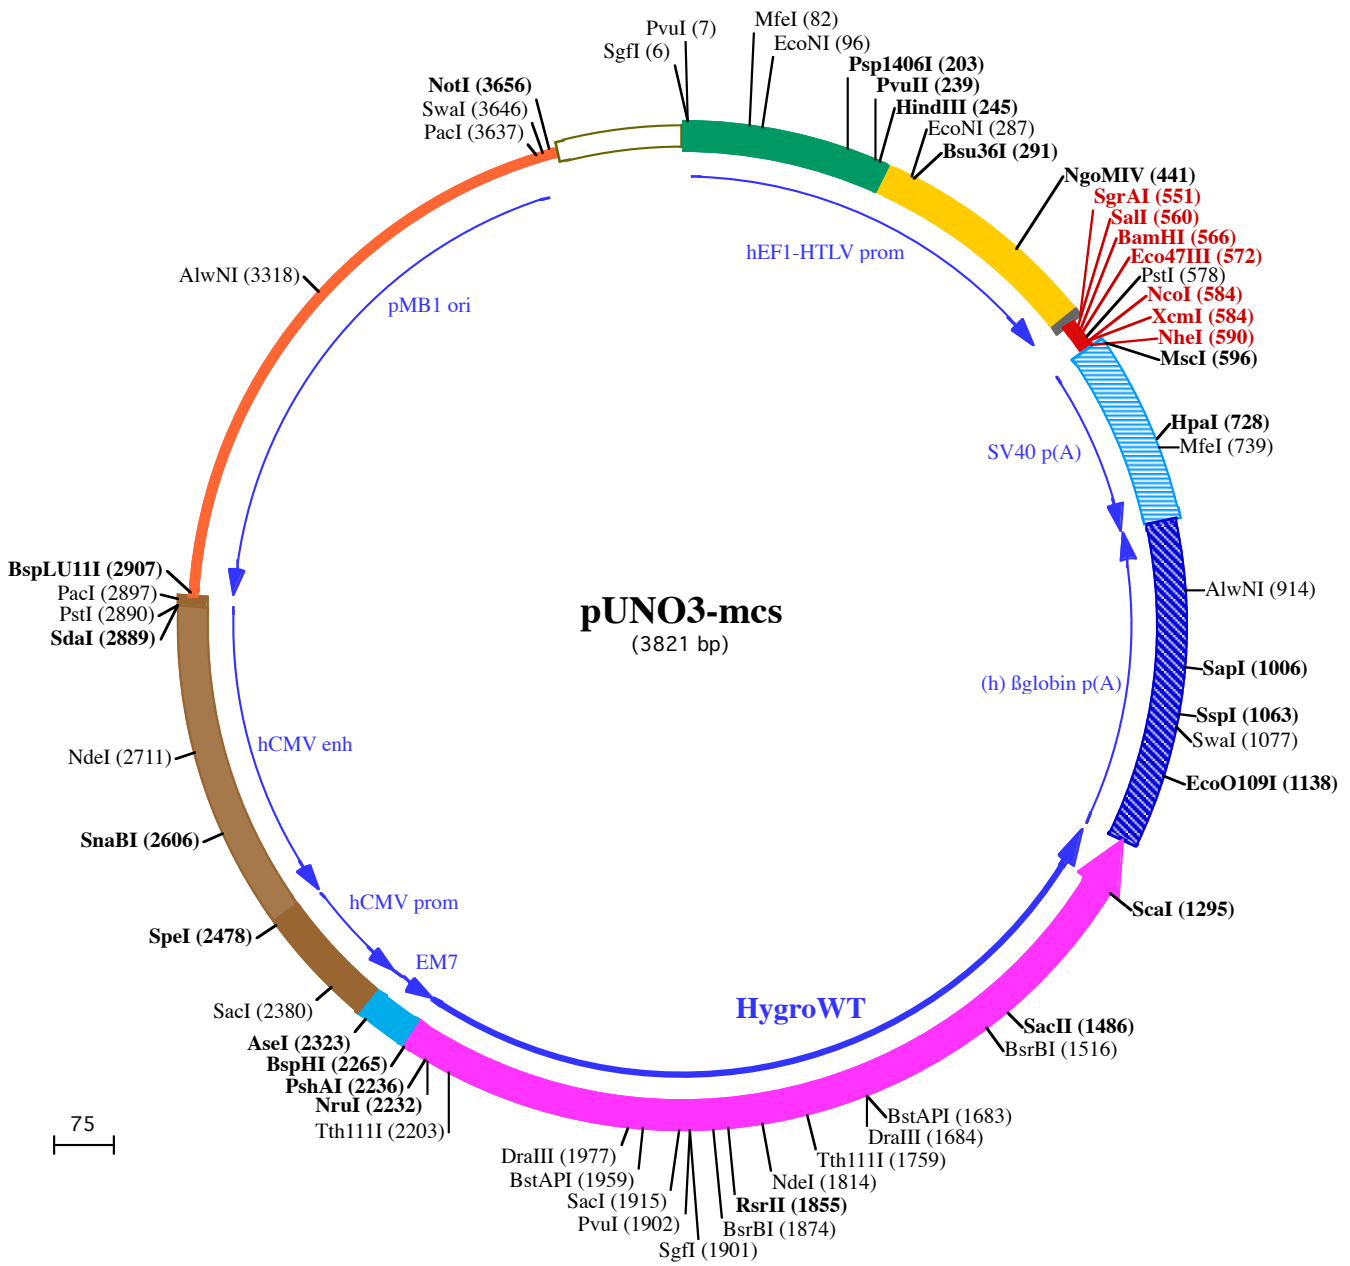 PvuI (7)
SgfI (6)
MfeI (82)
EcoNI (96)
Psp1406I (203)
PvuII (239)
HindIII (245)
EcoNI (287)
Bsu36I (291)
NgoMIV (441)
SgrAI (551)
SalI (560)
BamHI (566)
Eco47III (572)
PstI (578)
NcoI (584)
XcmI (584)
NheI (590)
MscI (596)
HpaI (728)
MfeI (739)
AlwNI (914)
SapI (1006)
SspI (1063)
SwaI (1077)
EcoO109I (1138)
ScaI (1295)
SacII (1486)
BsrBI (1516)
BstAPI (1683)
DraIII (1684)
Tth111I (1759)
NdeI (1814)
RsrII (1855)
BsrBI (1874)
SgfI (1901)
PvuI (1902)
SacI (1915)
BstAPI (1959)
DraIII (1977)
Tth111I (2203)
NruI (2232)
PshAI (2236)
BspHI (2265)
AseI (2323)
SacI (2380)
SpeI (2478)
SnaBI (2606)
NdeI (2711)
SdaI (2889)
PstI (2890)
PacI (2897)
BspLU11I (2907)
AlwNI (3318)
PacI (3637)
SwaI (3646)
NotI (3656)
hEF1-HTLV prom
SV40 p(A)
(h) ßglobin p(A)
HygroWT
EM7
hCMV prom
hCMV enh
pMB1 ori
pUNO3-mcs
(3821 bp)
75